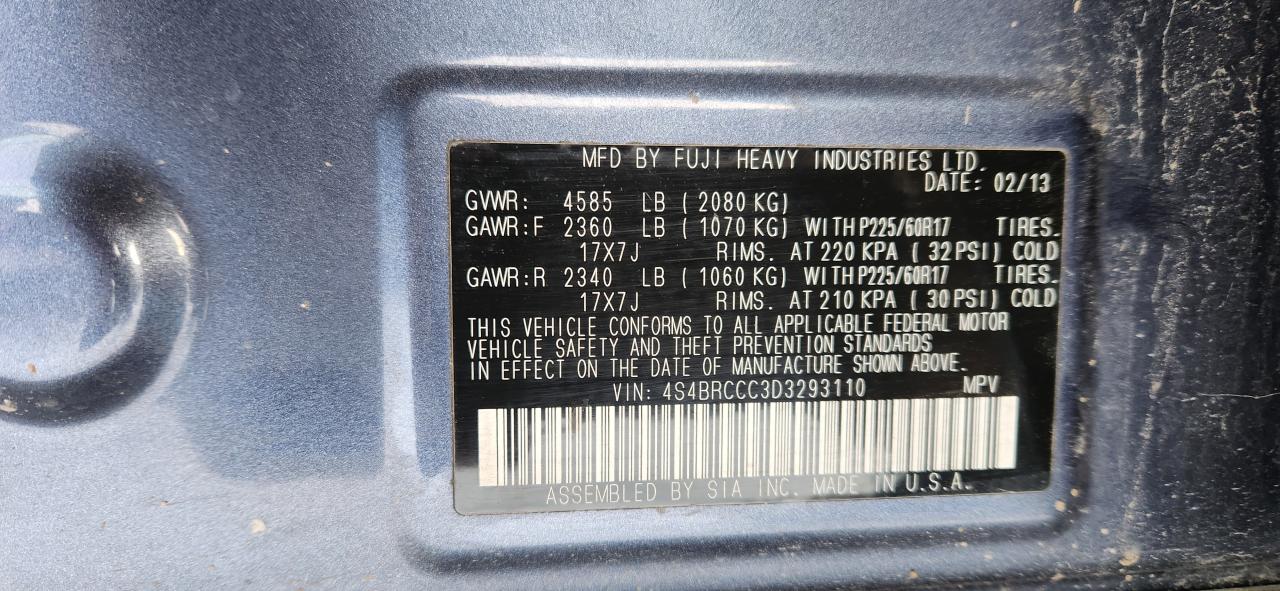 MFD BY FUJI HEAVY INDUSTRIES LTD.
DATE: 02/13
GVWR: 4585 LB ( 2080 KG)
GAWR:F 2360 LB ( 1070 KG) WITH P225/60R17 TIRES.
17X7J RIMS. AT 220 KPA ( 32 PSI) COLD
GAWR:R 2340 LB ( 1060 KG) WITH P225/60R17 TIRES.
17X7J RIMS. AT 210 KPA ( 30 PSI) COLD
THIS VEHICLE CONFORMS TO ALL APPLICABLE FEDERAL MOTOR
VEHICLE SAFETY AND THEFT PREVENTION STANDARDS
IN EFFECT ON THE DATE OF MANUFACTURE SHOWN ABOVE.
VIN: 4S4BRCCC3D3293110 MPV
ASSEMBLED BY SIA INC. MADE IN U.S.A.